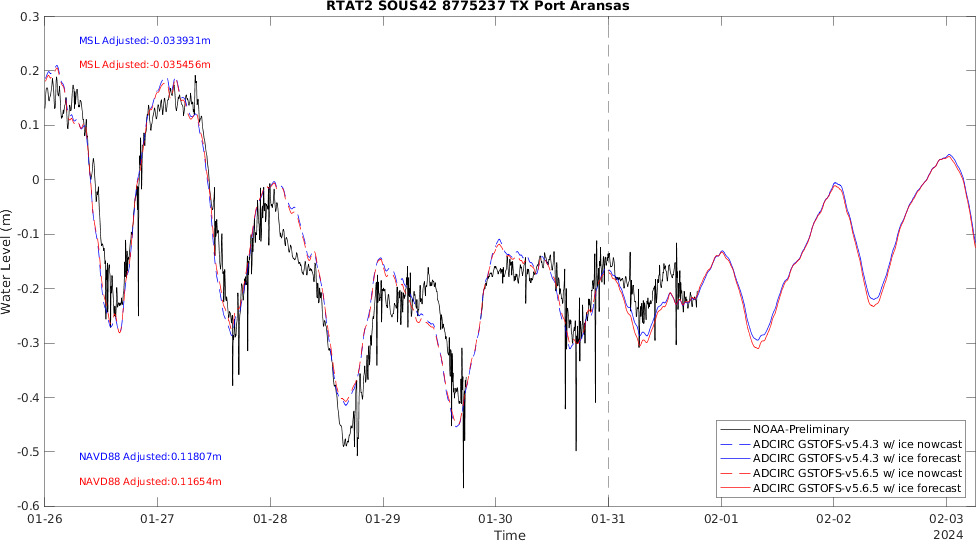 RTAT2 SOUS42 8775237 TX Port Aransas
0.3
0.2
0.1
0
-0.1
-0.2
-0.3
-0.4
-0.5
-0.6
Water Level (m)
MSL Adjusted:-0.033931m
MSL Adjusted:-0.035456m
NAVD88 Adjusted:0.11807m
NAVD88 Adjusted:0.11654m
NOAA-Preliminary
ADCIRC GSTOFS-v5.4.3 w/ ice nowcast
ADCIRC GSTOFS-v5.4.3 w/ ice forecast
ADCIRC GSTOFS-v5.6.5 w/ ice nowcast
ADCIRC GSTOFS-v5.6.5 w/ ice forecast
01-26 01-27 01-28 01-29 01-30 01-31 02-01 02-02 02-03
Time
2024